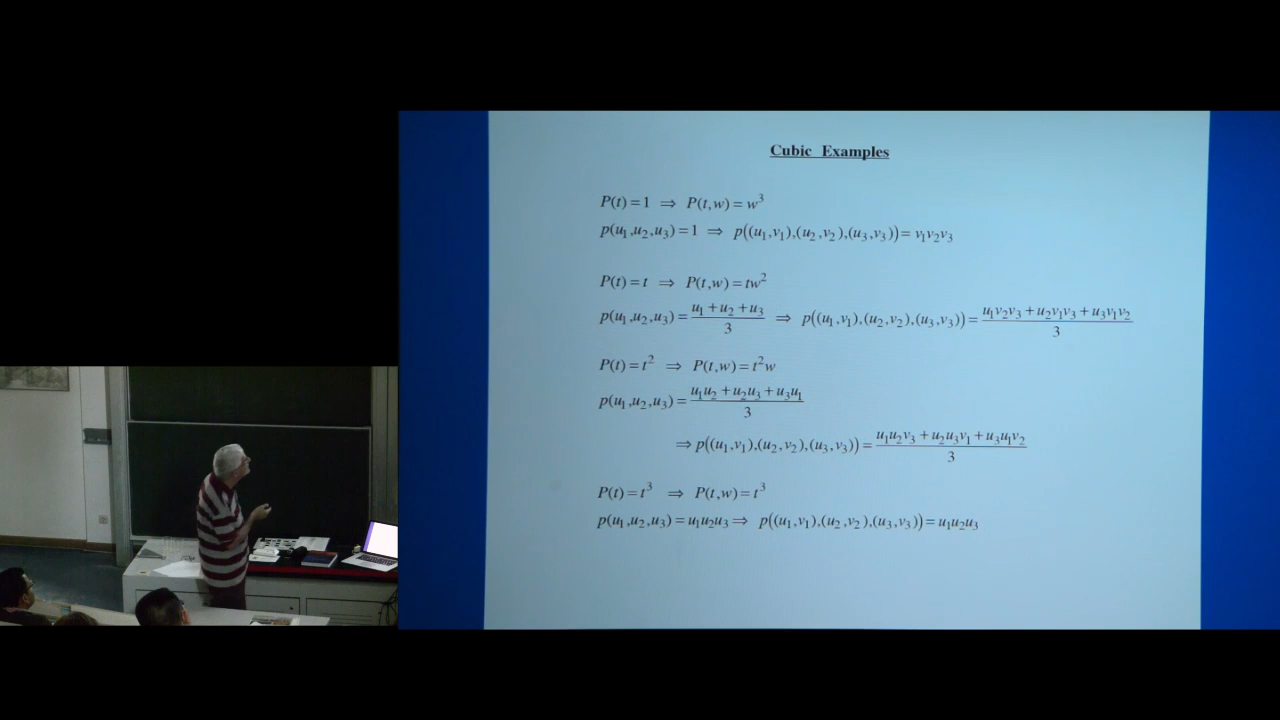 Cubic Examples
P(t) = 1 ⇒ P(t,w) = w³
p(u₁,u₂,u₃) = 1 ⇒ p((u₁,v₁),(u₂,v₂),(u₃,v₃)) = v₁v₂v₃
P(t) = t ⇒ P(t,w) = tw²
p(u₁,u₂,u₃) = (u₁ + u₂ + u₃)/3 ⇒ p((u₁,v₁),(u₂,v₂),(u₃,v₃)) = (u₁v₂v₃ + u₂v₁v₃ + u₃v₁v₂)/3
P(t) = t² ⇒ P(t,w) = t²w
p(u₁,u₂,u₃) = (u₁u₂ + u₂u₃ + u₃u₁)/3
⇒ p((u₁,v₁),(u₂,v₂),(u₃,v₃)) = (u₁u₂v₃ + u₂u₃v₁ + u₃u₁v₂)/3
P(t) = t³ ⇒ P(t,w) = t³
p(u₁,u₂,u₃) = u₁u₂u₃ ⇒ p((u₁,v₁),(u₂,v₂),(u₃,v₃)) = u₁u₂u₃